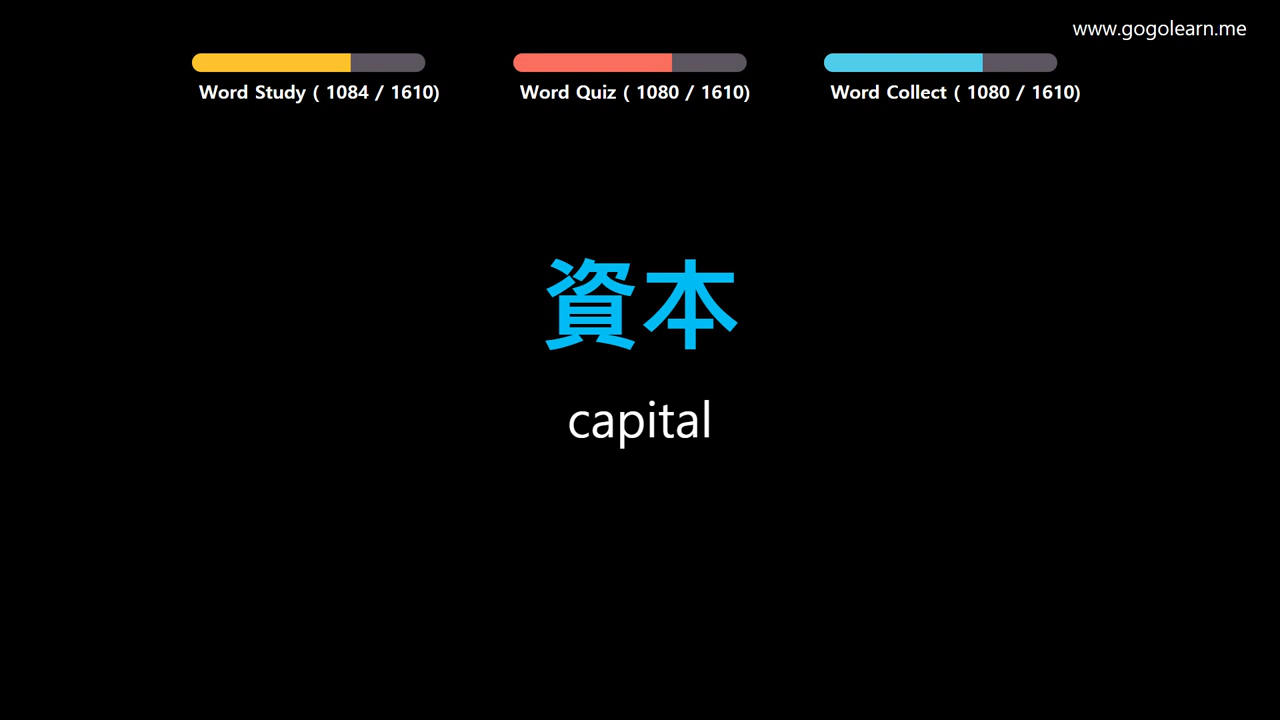 www.gogolearn.me
Word Study ( 1084 / 1610)
Word Quiz ( 1080 / 1610)
Word Collect ( 1080 / 1610)
資本
capital